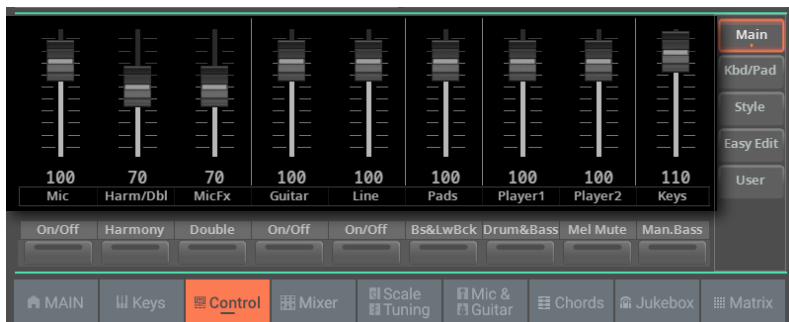 Main
Kbd/Pad
Style
Easy Edit
User
100 70 70 100 100 100 100 100 110
Mic Harm/Dbl MicFx Guitar Line Pads Player1 Player2 Keys
On/Off Harmony Double On/Off On/Off Bs&LwBck Drum&Bass Mel Mute Man.Bass
MAIN Keys Control Mixer Scale Tuning Mic & Guitar Chords Jukebox Matrix